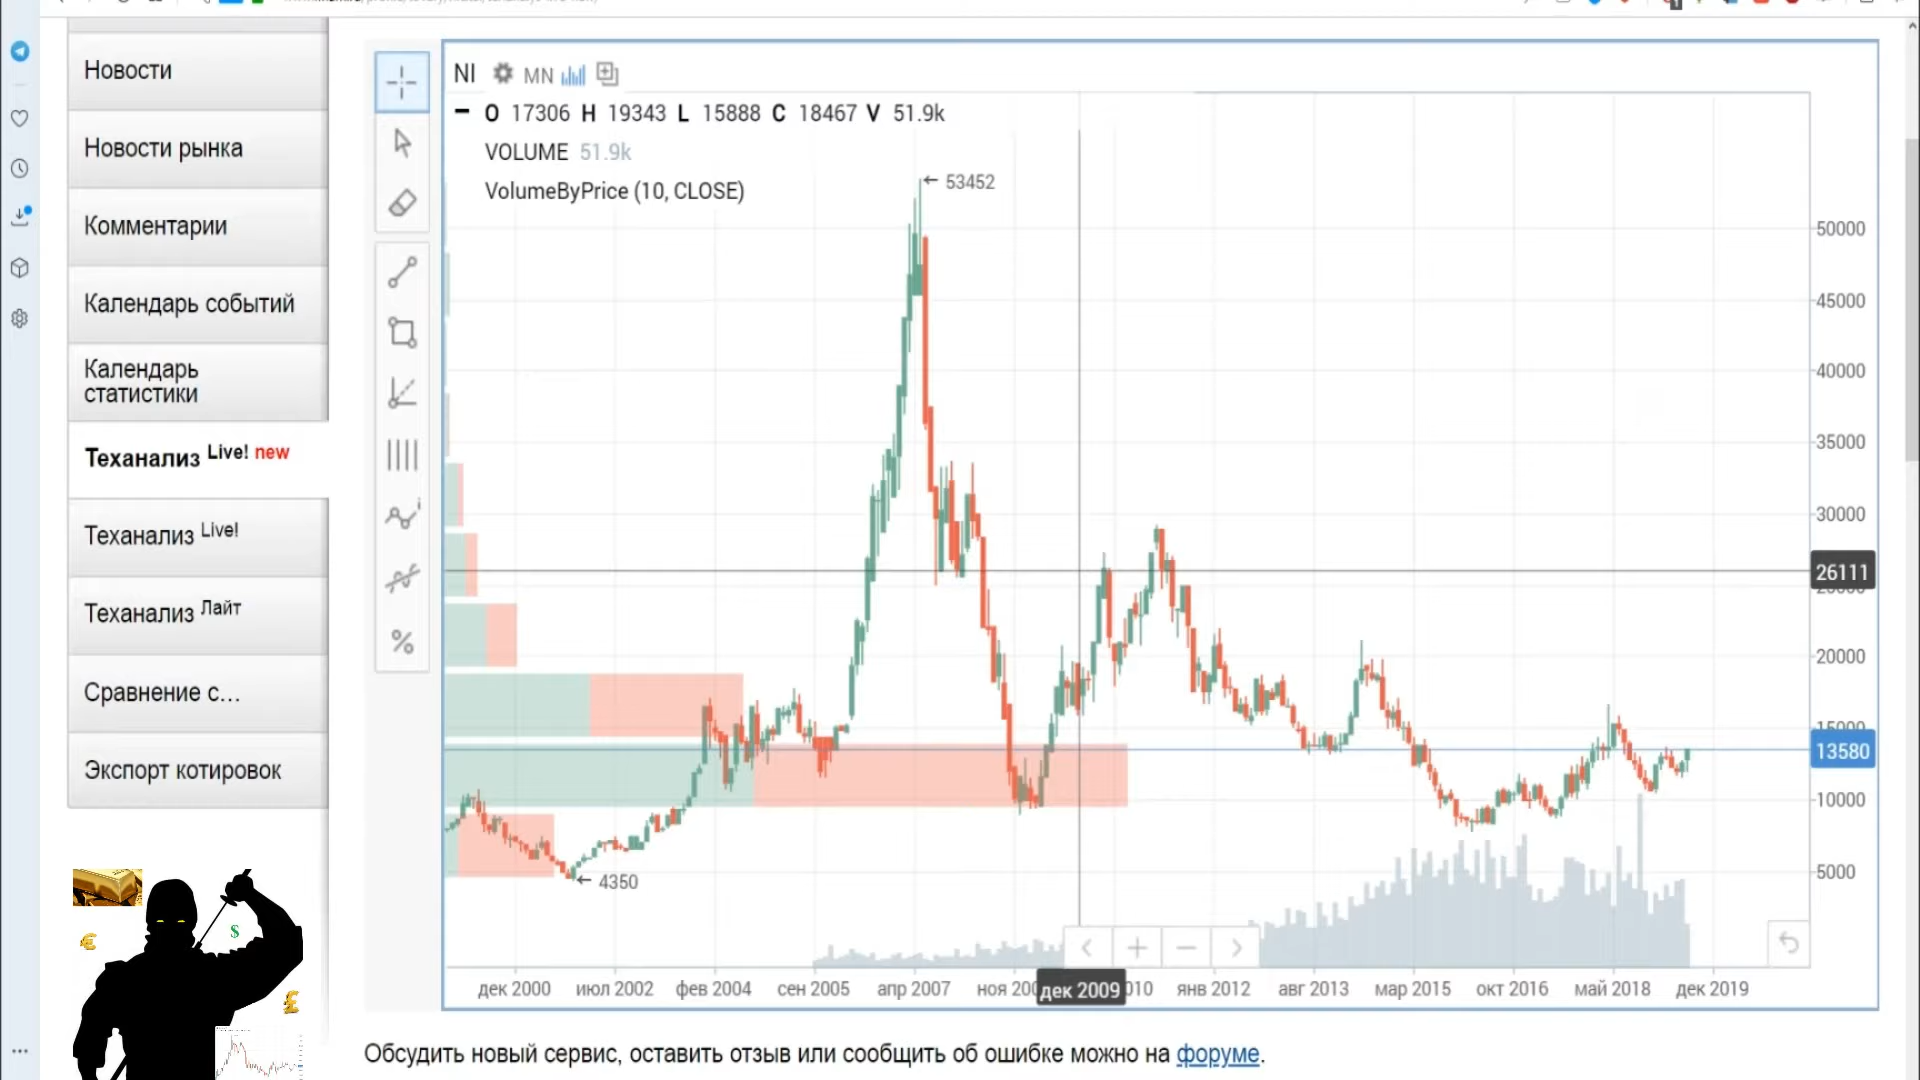 Новости
Новости рынка
Комментарии
Календарь событий
Календарь
статистики
Теханализ Live! new
Теханализ Live!
Теханализ Лайт
Сравнение с...
Экспорт котировок
NI MN
O 17306 H 19343 L 15888 C 18467 V 51.9k
VOLUME 51.9k
VolumeByPrice (10, CLOSE)
53452
4350
50000
45000
40000
35000
30000
26111
20000
15000
13580
10000
5000
дек 2000 июл 2002 фев 2004 сен 2005 апр 2007 дек 2009 янв 2012 авг 2013 мар 2015 окт 2016 май 2018 дек 2019
Обсудить новый сервис, оставить отзыв или сообщить об ошибке можно на форуме.